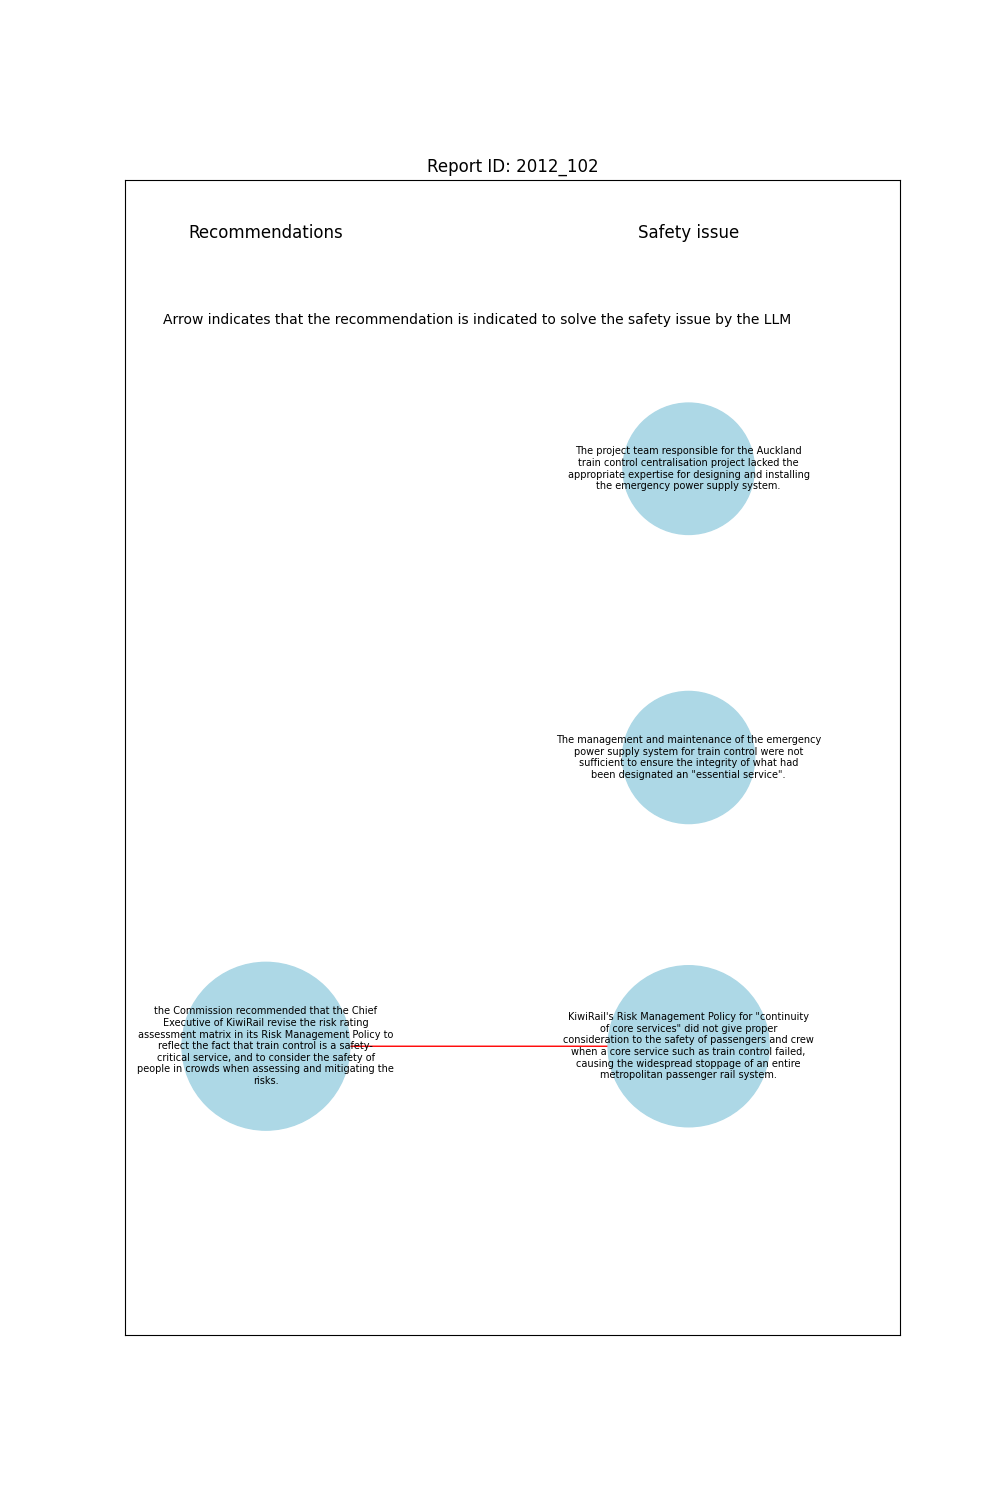 Report ID: 2012_102
Recommendations
Safety issue
Arrow indicates that the recommendation is indicated to solve the safety issue by the LLM
The project team responsible for the Auckland
train control centralisation project lacked the
appropriate expertise for designing and installing
the emergency power supply system.
The management and maintenance of the emergency
power supply system for train control were not
sufficient to ensure the integrity of what had
been designated an "essential service".
the Commission recommended that the Chief
Executive of KiwiRail revise the risk rating
assessment matrix in its Risk Management Policy to
reflect the fact that train control is a safety-
critical service, and to consider the safety of
people in crowds when assessing and mitigating the
risks.
KiwiRail's Risk Management Policy for "continuity
of core services" did not give proper
consideration to the safety of passengers and crew
when a core service such as train control failed,
causing the widespread stoppage of an entire
metropolitan passenger rail system.